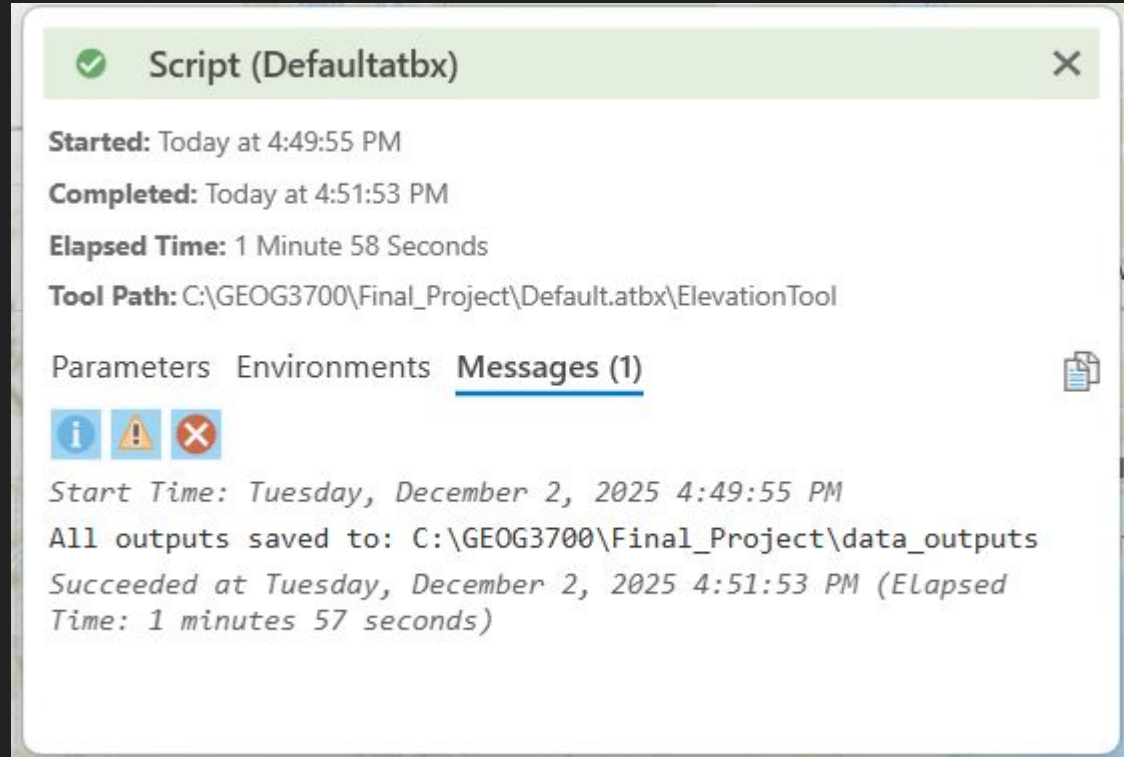 Script (Defaultatbx)
Started: Today at 4:49:55 PM
Completed: Today at 4:51:53 PM
Elapsed Time: 1 Minute 58 Seconds
Tool Path: C:\GEOG3700\Final_Project\Default.atbx\ElevationTool
Parameters Environments Messages (1)
Start Time: Tuesday, December 2, 2025 4:49:55 PM
All outputs saved to: C:\GEOG3700\Final_Project\data_outputs
Succeeded at Tuesday, December 2, 2025 4:51:53 PM (Elapsed
Time: 1 minutes 57 seconds)